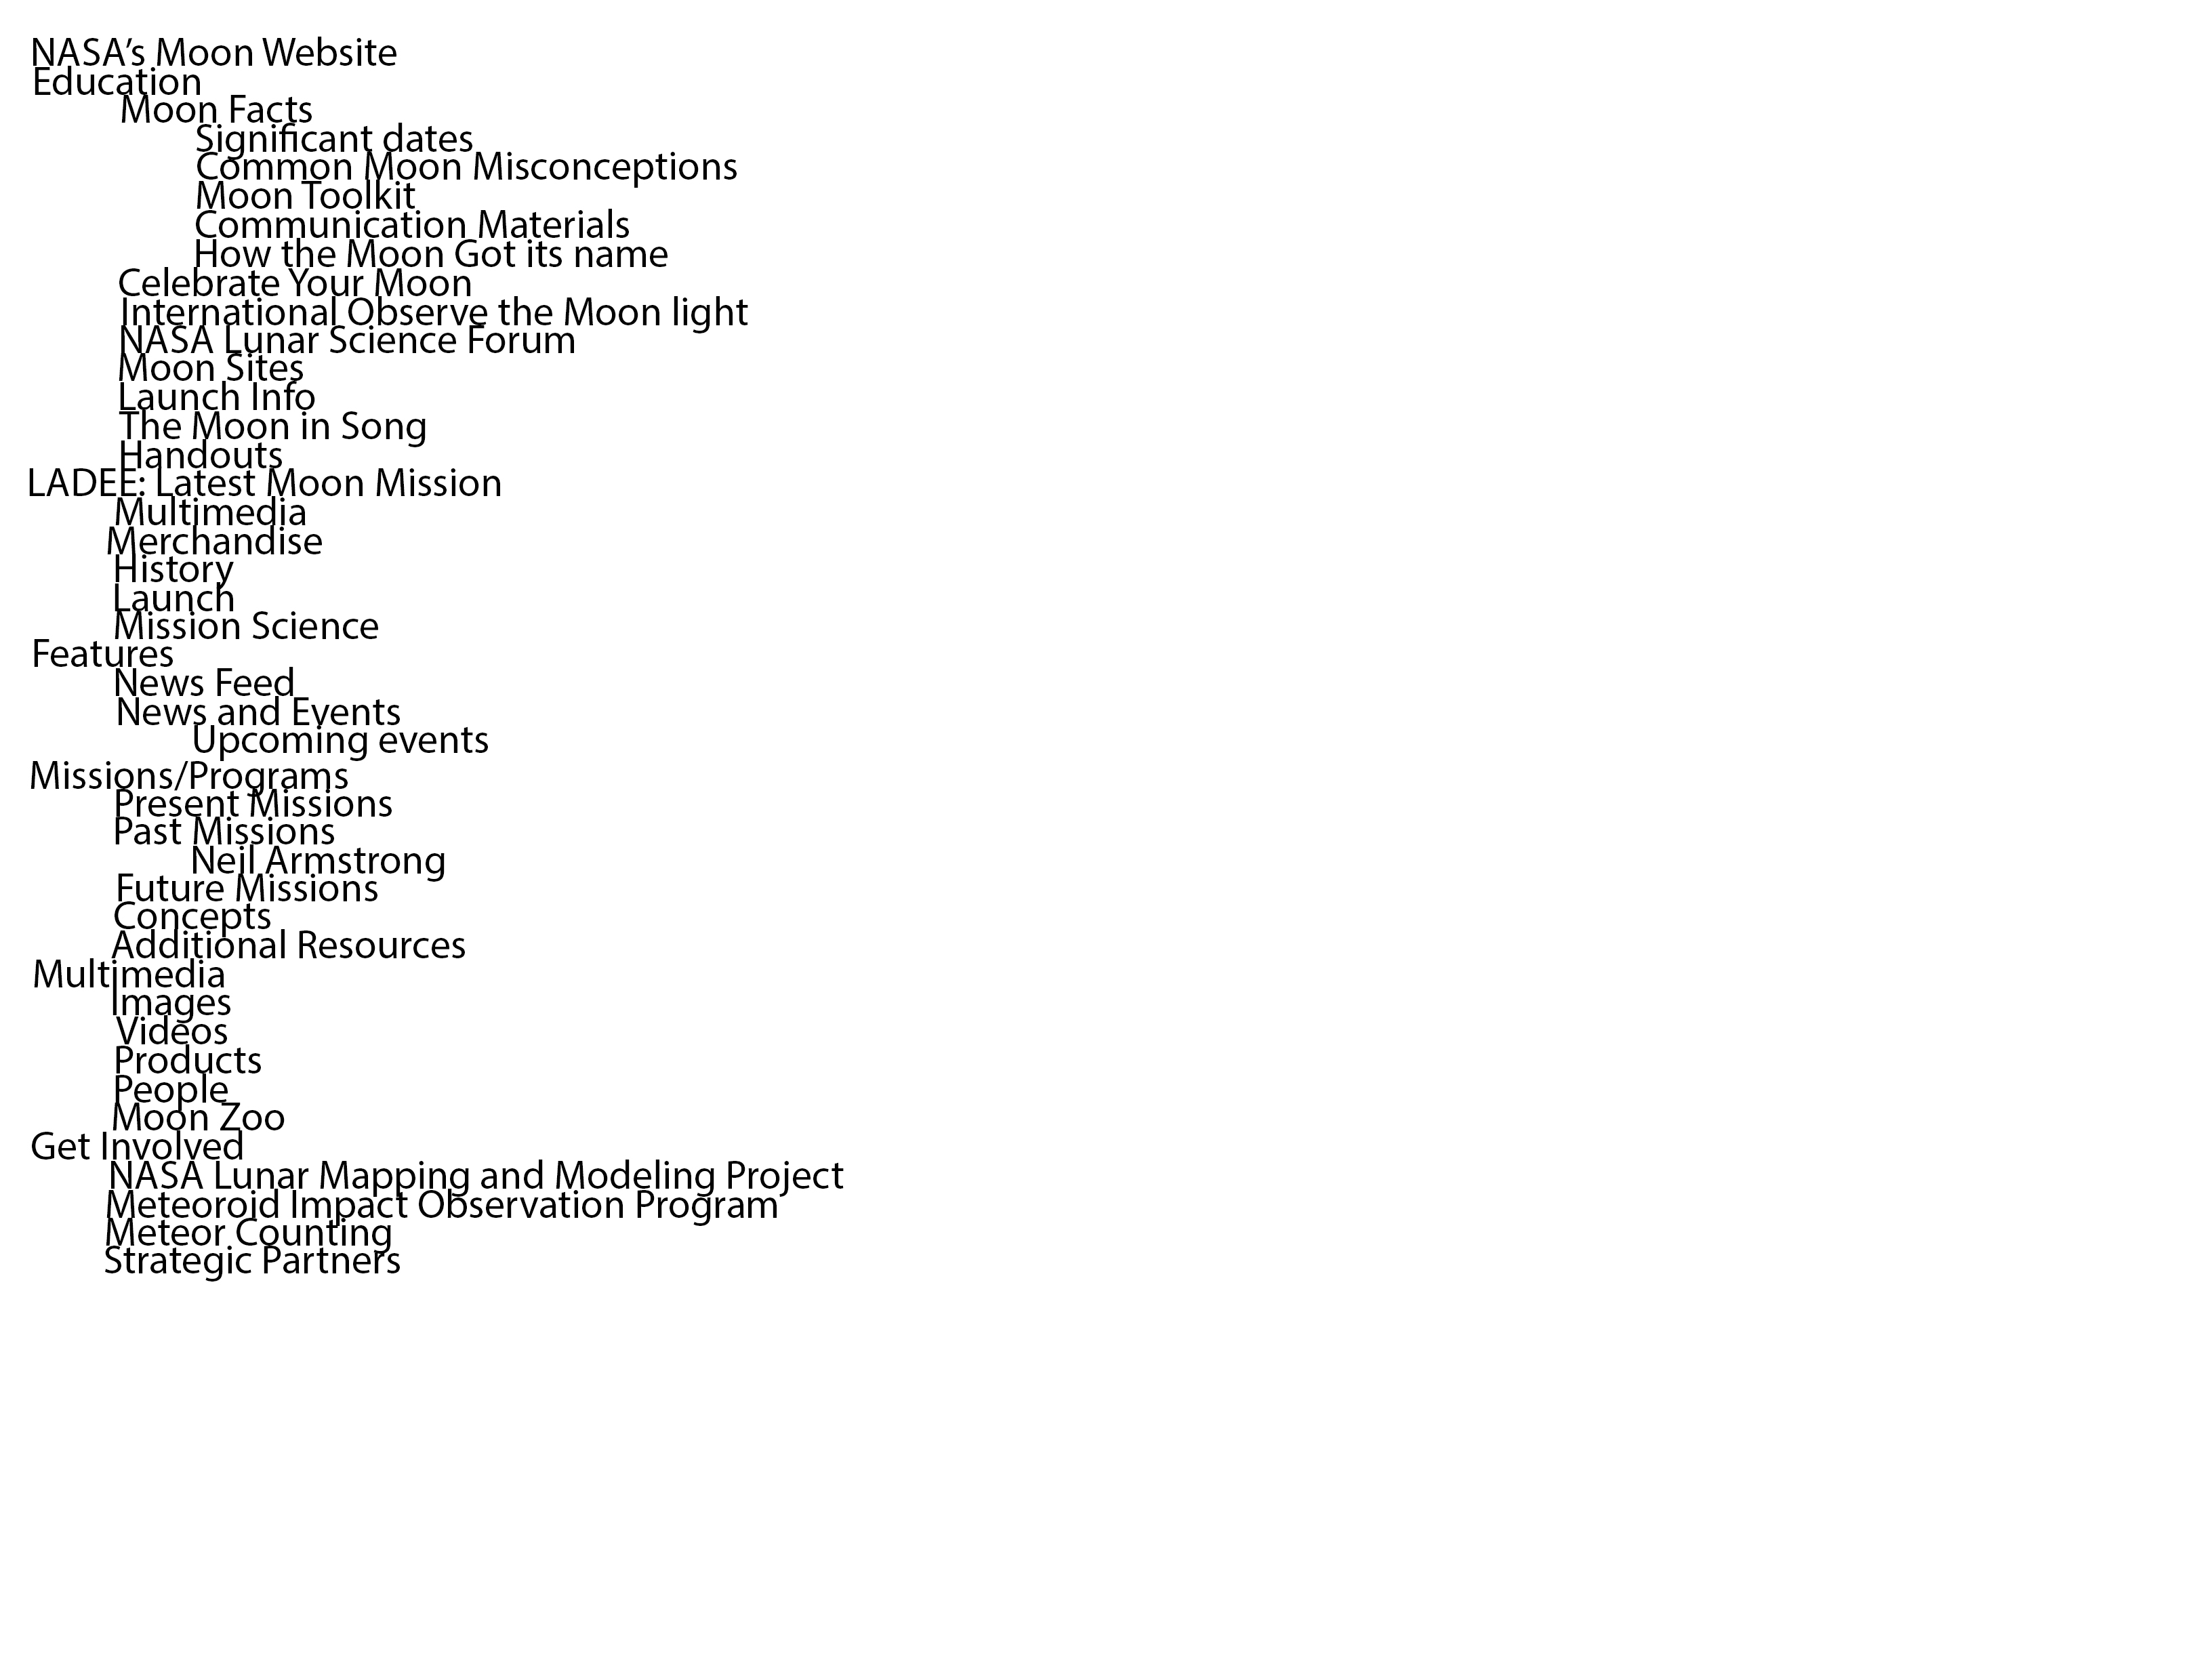 NASA’s Moon Website
Education
Moon Facts
Significant dates
Common Moon Misconceptions
Moon Toolkit
Communication Materials
How the Moon Got its name
Celebrate Your Moon
International Observe the Moon light
NASA Lunar Science Forum
Moon Sites
Launch Info
The Moon in Song
Handouts
LADEE: Latest Moon Mission
Multimedia
Merchandise
History
Launch
Mission Science
Features
News Feed
News and Events
Upcoming events
Missions/Programs
Present Missions
Past Missions
Neil Armstrong
Future Missions
Concepts
Additional Resources
Multimedia
Images
Videos
Products
People
Moon Zoo
Get Involved
NASA Lunar Mapping and Modeling Project
Meteoroid Impact Observation Program
Meteor Counting
Strategic Partners